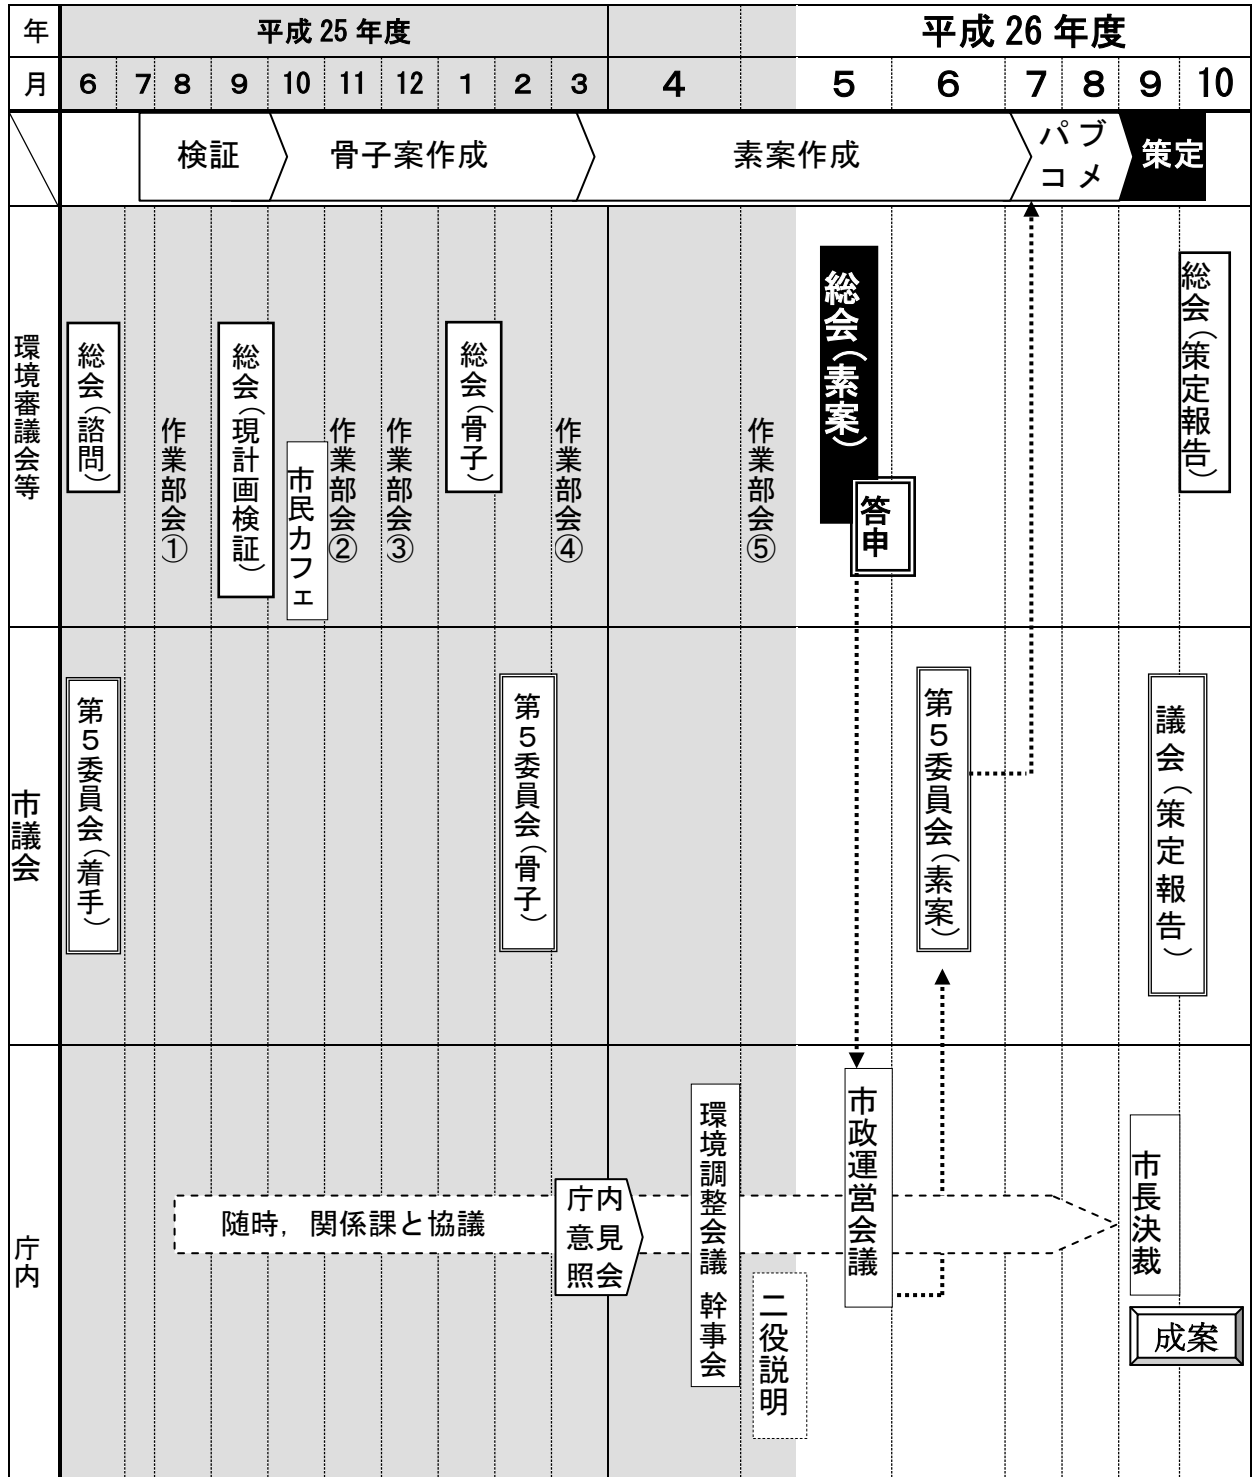 年 平成25年度 平成26年度
月 6 7 8 9 10 11 12 1 2 3 4 5 6 7 8 9 10
検証
骨子案作成
素案作成
パブ
コメ
策定
環境審議会等
総会（諮問）
作業部会①
総会（現計画検証）
市民カフェ
作業部会②
作業部会③
総会（骨子）
作業部会④
作業部会⑤
総会（素案）
答申
総会（策定報告）
市議会
第５委員会（着手）
第５委員会（骨子）
第５委員会（素案）
議会（策定報告）
庁内
随時，関係課と協議
庁内
意見
照会
環境調整会議 幹事会
二役説明
市政運営会議
市長決裁
成案